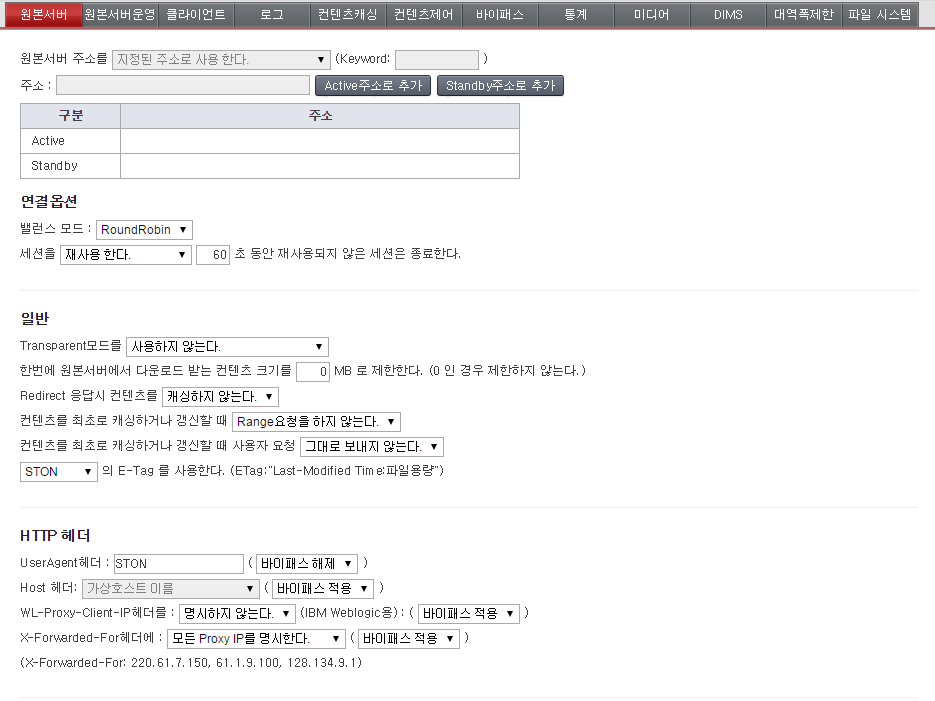 원본서버 원본서버운영 클라이언트 로그 컨텐츠캐싱 컨텐츠제어 바이패스 통계 미디어 DIMS 대역폭제한 파일 시스템
원본서버 주소를 지정된 주소로 사용 한다. ▼ (Keyword: )
주소 : Active주소로 추가 Standby주소로 추가
구분 주소
Active
Standby
연결옵션
밸런스 모드 : RoundRobin ▼
세션을 재사용 한다. ▼ 60 초 동안 재사용되지 않은 세션은 종료한다.
일반
Transparent모드를 사용하지 않는다. ▼
한번에 원본서버에서 다운로드 받는 컨텐츠 크기를 0 MB 로 제한한다. (0 인 경우 제한하지 않는다.)
Redirect 응답시 컨텐츠를 캐싱하지 않는다. ▼
컨텐츠를 최초로 캐싱하거나 갱신할 때 Range요청을 하지 않는다. ▼
컨텐츠를 최초로 캐싱하거나 갱신할 때 사용자 요청 그대로 보내지 않는다. ▼
STON ▼ 의 E-Tag 를 사용한다. (ETag:"Last-Modified Time:파일용량")
HTTP 헤더
UserAgent헤더 : STON ( 바이패스 해제 ▼ )
Host 헤더: 가상호스트 이름 ▼ ( 바이패스 적용 ▼ )
WL-Proxy-Client-IP헤더를 : 명시하지 않는다. ▼ (IBM Weblogic용) : ( 바이패스 적용 ▼ )
X-Forwarded-For헤더에 : 모든 Proxy IP를 명시한다. ▼ ( 바이패스 적용 ▼ )
(X-Forwarded-For: 220.61.7.150, 61.1.9.100, 128.134.9.1)